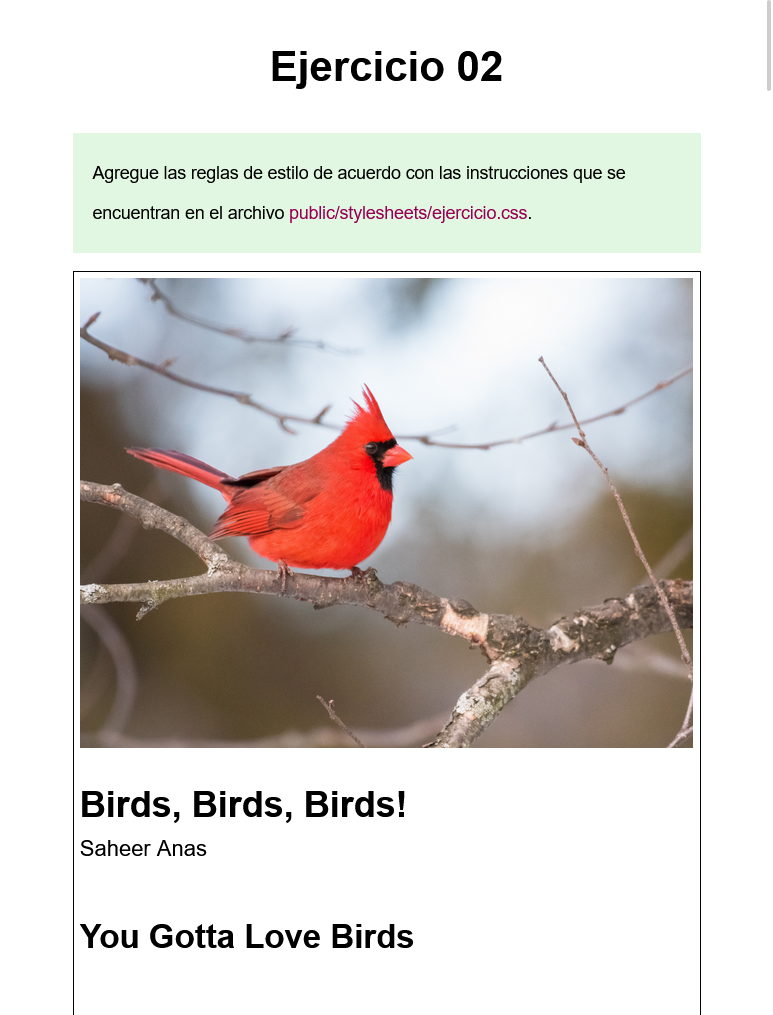 Ejercicio 02
Agregue las reglas de estilo de acuerdo con las instrucciones que se
encuentran en el archivo public/stylesheets/ejercicio.css.
Birds, Birds, Birds!
Saheer Anas
You Gotta Love Birds